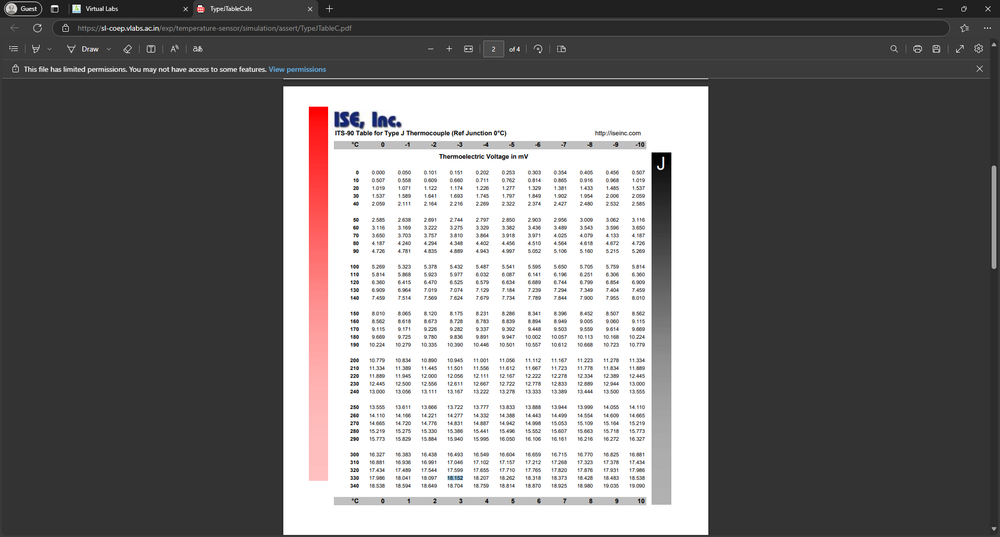 Guest
Virtual Labs
TypeJTableC.xls
https://sl-coep.vlabs.ac.in/exp/temperature-sensor/simulation/assert/TypeJTableC.pdf
Draw
2 of 4
This file has limited permissions. You may not have access to some features. View permissions
ISE, Inc.
ITS-90 Table for Type J Thermocouple (Ref Junction 0°C) http://iseinc.com
°C 0 -1 -2 -3 -4 -5 -6 -7 -8 -9 -10
Thermoelectric Voltage in mV
J
0 0.000 0.050 0.101 0.151 0.202 0.253 0.303 0.354 0.405 0.456 0.507
10 0.507 0.558 0.609 0.660 0.711 0.762 0.814 0.865 0.916 0.968 1.019
20 1.019 1.071 1.122 1.174 1.226 1.277 1.329 1.381 1.433 1.485 1.537
30 1.537 1.589 1.641 1.693 1.745 1.797 1.849 1.902 1.954 2.006 2.059
40 2.059 2.111 2.164 2.216 2.269 2.322 2.374 2.427 2.480 2.532 2.585
50 2.585 2.638 2.691 2.744 2.797 2.850 2.903 2.956 3.009 3.062 3.116
60 3.116 3.169 3.222 3.275 3.329 3.382 3.436 3.489 3.543 3.596 3.650
70 3.650 3.703 3.757 3.810 3.864 3.918 3.971 4.025 4.079 4.133 4.187
80 4.187 4.240 4.294 4.348 4.402 4.456 4.510 4.564 4.618 4.672 4.726
90 4.726 4.781 4.835 4.889 4.943 4.997 5.052 5.106 5.160 5.215 5.269
100 5.269 5.323 5.378 5.432 5.487 5.541 5.595 5.650 5.705 5.759 5.814
110 5.814 5.868 5.923 5.977 6.032 6.087 6.141 6.196 6.251 6.306 6.360
120 6.360 6.415 6.470 6.525 6.579 6.634 6.689 6.744 6.799 6.854 6.909
130 6.909 6.964 7.019 7.074 7.129 7.184 7.239 7.294 7.349 7.404 7.459
140 7.459 7.514 7.569 7.624 7.679 7.734 7.789 7.844 7.900 7.955 8.010
150 8.010 8.065 8.120 8.175 8.231 8.286 8.341 8.396 8.452 8.507 8.562
160 8.562 8.618 8.673 8.728 8.783 8.839 8.894 8.949 9.005 9.060 9.115
170 9.115 9.171 9.226 9.282 9.337 9.392 9.448 9.503 9.559 9.614 9.669
180 9.669 9.725 9.780 9.836 9.891 9.947 10.002 10.057 10.113 10.168 10.224
190 10.224 10.279 10.335 10.390 10.446 10.501 10.557 10.612 10.668 10.723 10.779
200 10.779 10.834 10.890 10.945 11.001 11.056 11.112 11.167 11.223 11.278 11.334
210 11.334 11.389 11.445 11.501 11.556 11.612 11.667 11.723 11.778 11.834 11.889
220 11.889 11.945 12.000 12.056 12.111 12.167 12.222 12.278 12.334 12.389 12.445
230 12.445 12.500 12.556 12.611 12.667 12.722 12.778 12.833 12.889 12.944 13.000
240 13.000 13.056 13.111 13.167 13.222 13.278 13.333 13.389 13.444 13.500 13.555
250 13.555 13.611 13.666 13.722 13.777 13.833 13.888 13.944 13.999 14.055 14.110
260 14.110 14.166 14.221 14.277 14.332 14.388 14.443 14.499 14.554 14.609 14.665
270 14.665 14.720 14.776 14.831 14.887 14.942 14.998 15.053 15.109 15.164 15.219
280 15.219 15.275 15.330 15.386 15.441 15.496 15.552 15.607 15.663 15.718 15.773
290 15.773 15.829 15.884 15.940 15.995 16.050 16.106 16.161 16.216 16.272 16.327
300 16.327 16.383 16.438 16.493 16.549 16.604 16.659 16.715 16.770 16.825 16.881
310 16.881 16.936 16.991 17.046 17.102 17.157 17.212 17.268 17.323 17.378 17.434
320 17.434 17.489 17.544 17.599 17.655 17.710 17.765 17.820 17.876 17.931 17.986
330 17.986 18.041 18.097 18.152 18.207 18.262 18.318 18.373 18.428 18.483 18.538
340 18.538 18.594 18.649 18.704 18.759 18.814 18.870 18.925 18.980 19.035 19.090
°C 0 1 2 3 4 5 6 7 8 9 10